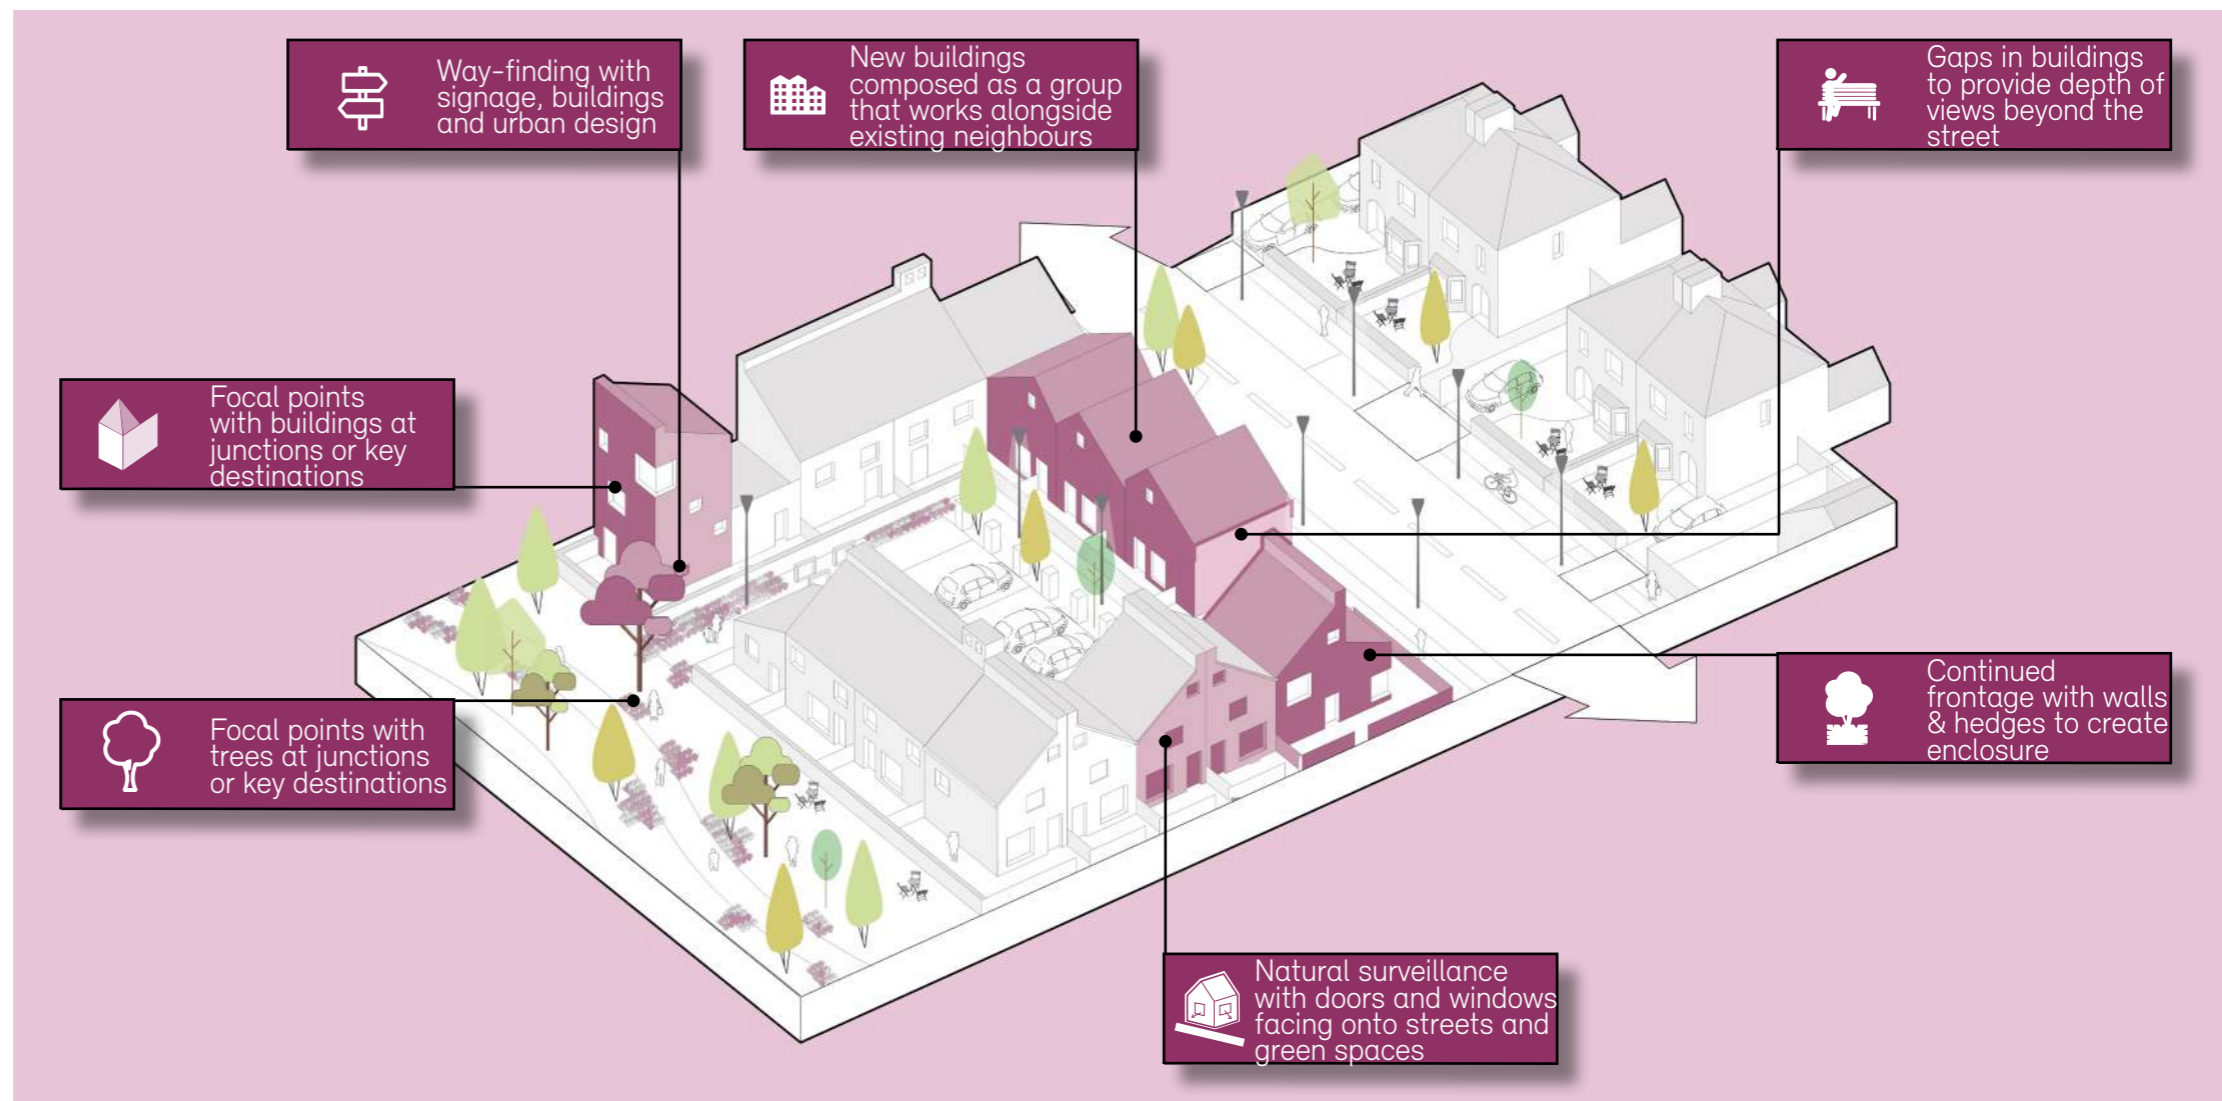 Way-finding with
signage, buildings
and urban design
New buildings
composed as a group
that works alongside
existing neighbours
Gaps in buildings
to provide depth of
views beyond the
street
Focal points
with buildings at
junctions or key
destinations
Focal points with
trees at junctions
or key destinations
Continued
frontage with walls
& hedges to create
enclosure
Natural surveillance
with doors and windows
facing onto streets and
green spaces